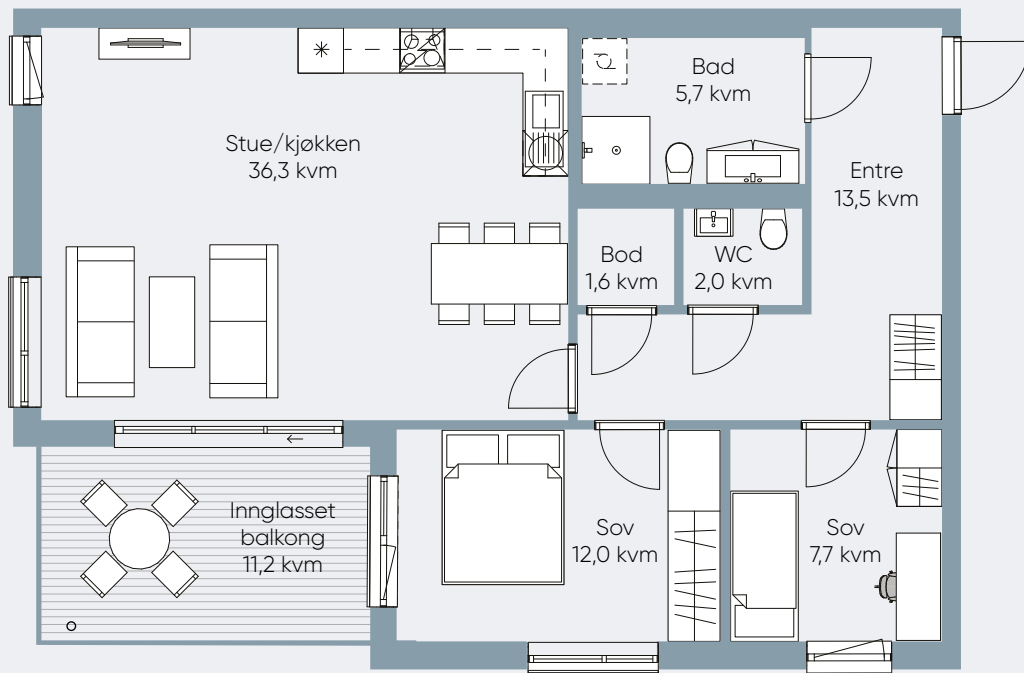 Stue/kjøkken
36,3 kvm
Bad
5,7 kvm
Entre
13,5 kvm
Bod
1,6 kvm
WC
2,0 kvm
Innglasset
balkong
11,2 kvm
Sov
12,0 kvm
Sov
7,7 kvm